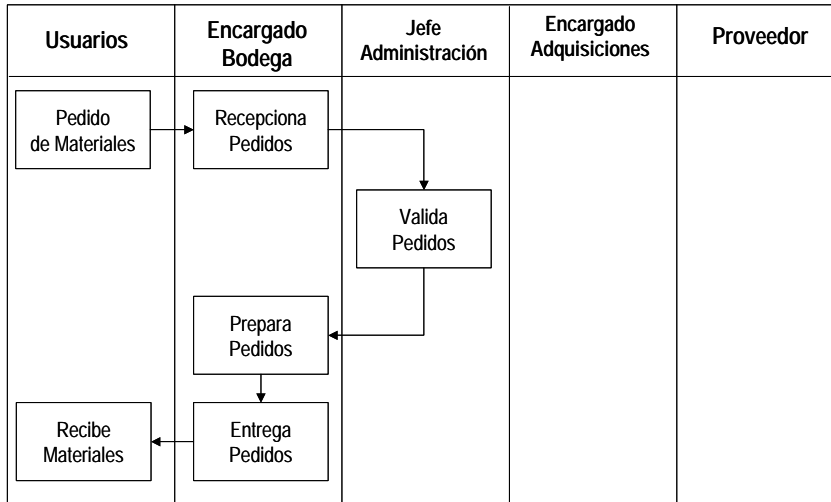 Usuarios
Encargado
Bodega
Jefe
Administración
Encargado
Adquisiciones
Proveedor
Pedido
de Materiales
Recepciona
Pedidos
Valida
Pedidos
Prepara
Pedidos
Recibe
Materiales
Entrega
Pedidos